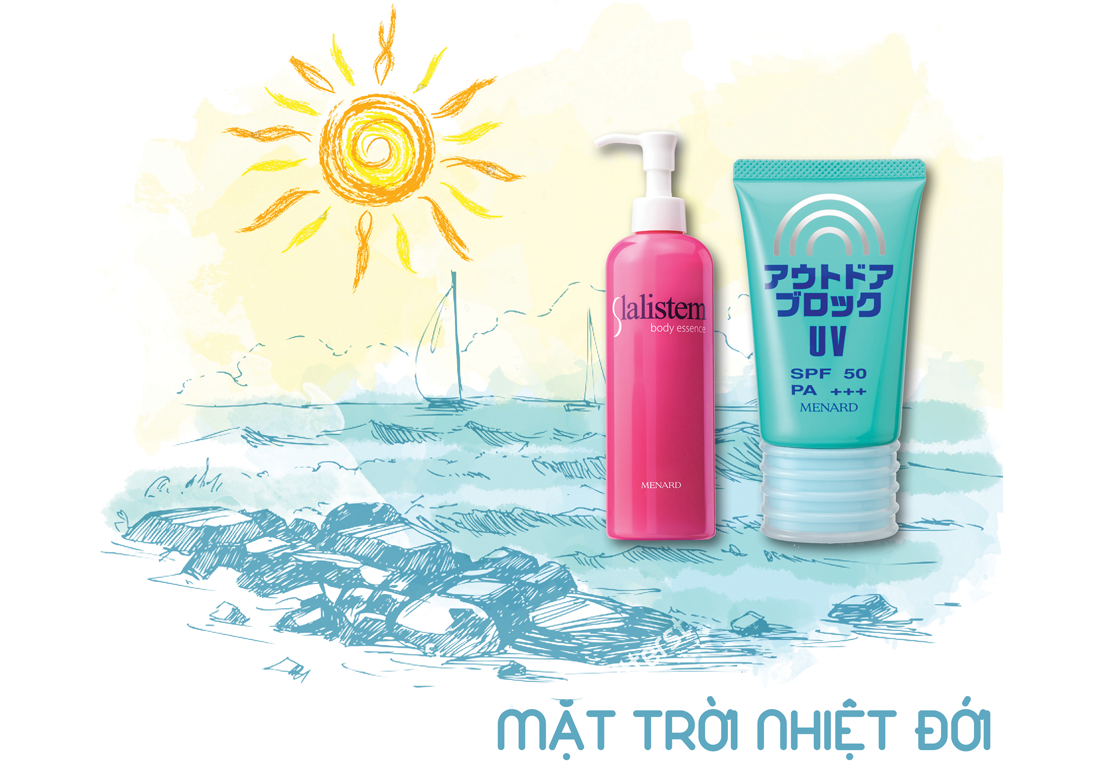 Slalistem
body essence
MENARD
アウトドア
ブロック
UV
SPF 50
PA +++
MENARD
MẶT TRỜI NHIỆT ĐỚI